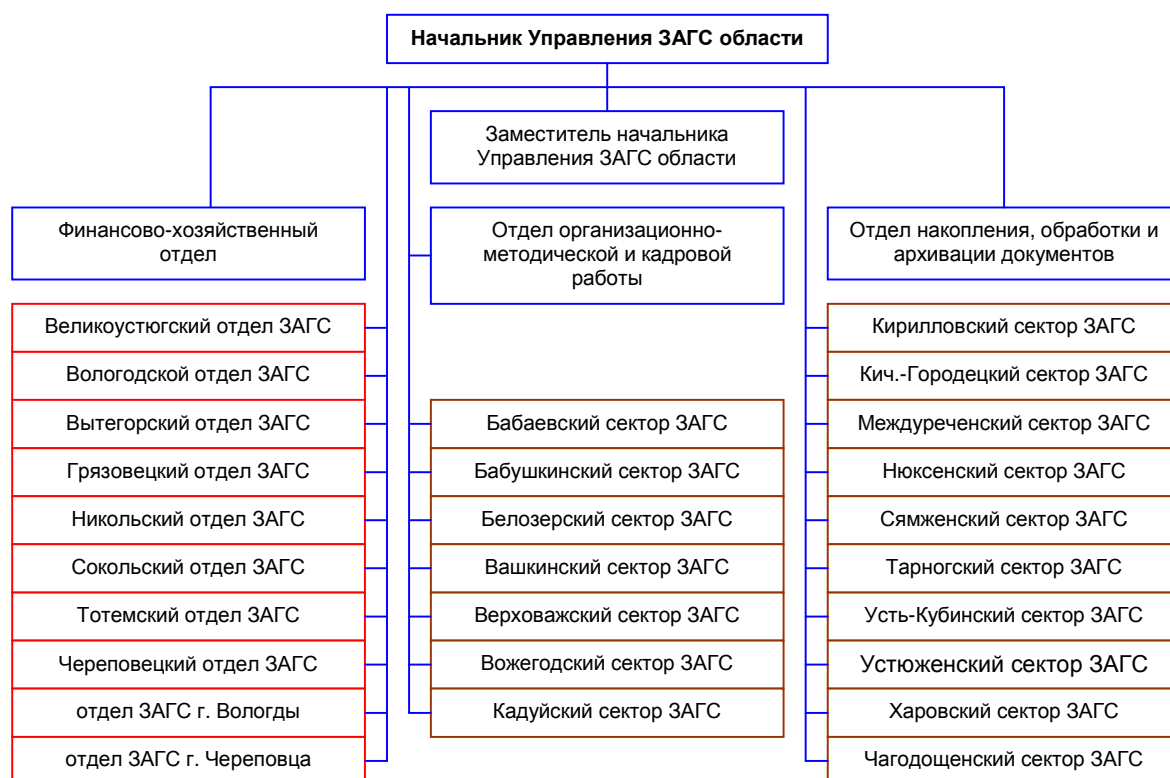 Начальник Управления ЗАГС области
Заместитель начальника
Управления ЗАГС области
Финансово-хозяйственный
отдел
Отдел организационно-
методической и кадровой
работы
Отдел накопления, обработки и
архивации документов
Великоустюгский отдел ЗАГС
Вологодской отдел ЗАГС
Вытегорский отдел ЗАГС
Грязовецкий отдел ЗАГС
Никольский отдел ЗАГС
Сокольский отдел ЗАГС
Тотемский отдел ЗАГС
Череповецкий отдел ЗАГС
отдел ЗАГС г. Вологды
отдел ЗАГС г. Череповца
Бабаевский сектор ЗАГС
Бабушкинский сектор ЗАГС
Белозерский сектор ЗАГС
Вашкинский сектор ЗАГС
Верховажский сектор ЗАГС
Вожегодский сектор ЗАГС
Кадуйский сектор ЗАГС
Кирилловский сектор ЗАГС
Кич.-Городецкий сектор ЗАГС
Междуреченский сектор ЗАГС
Нюксенский сектор ЗАГС
Сямженский сектор ЗАГС
Тарногский сектор ЗАГС
Усть-Кубинский сектор ЗАГС
Устюженский сектор ЗАГС
Харовский сектор ЗАГС
Чагодощенский сектор ЗАГС